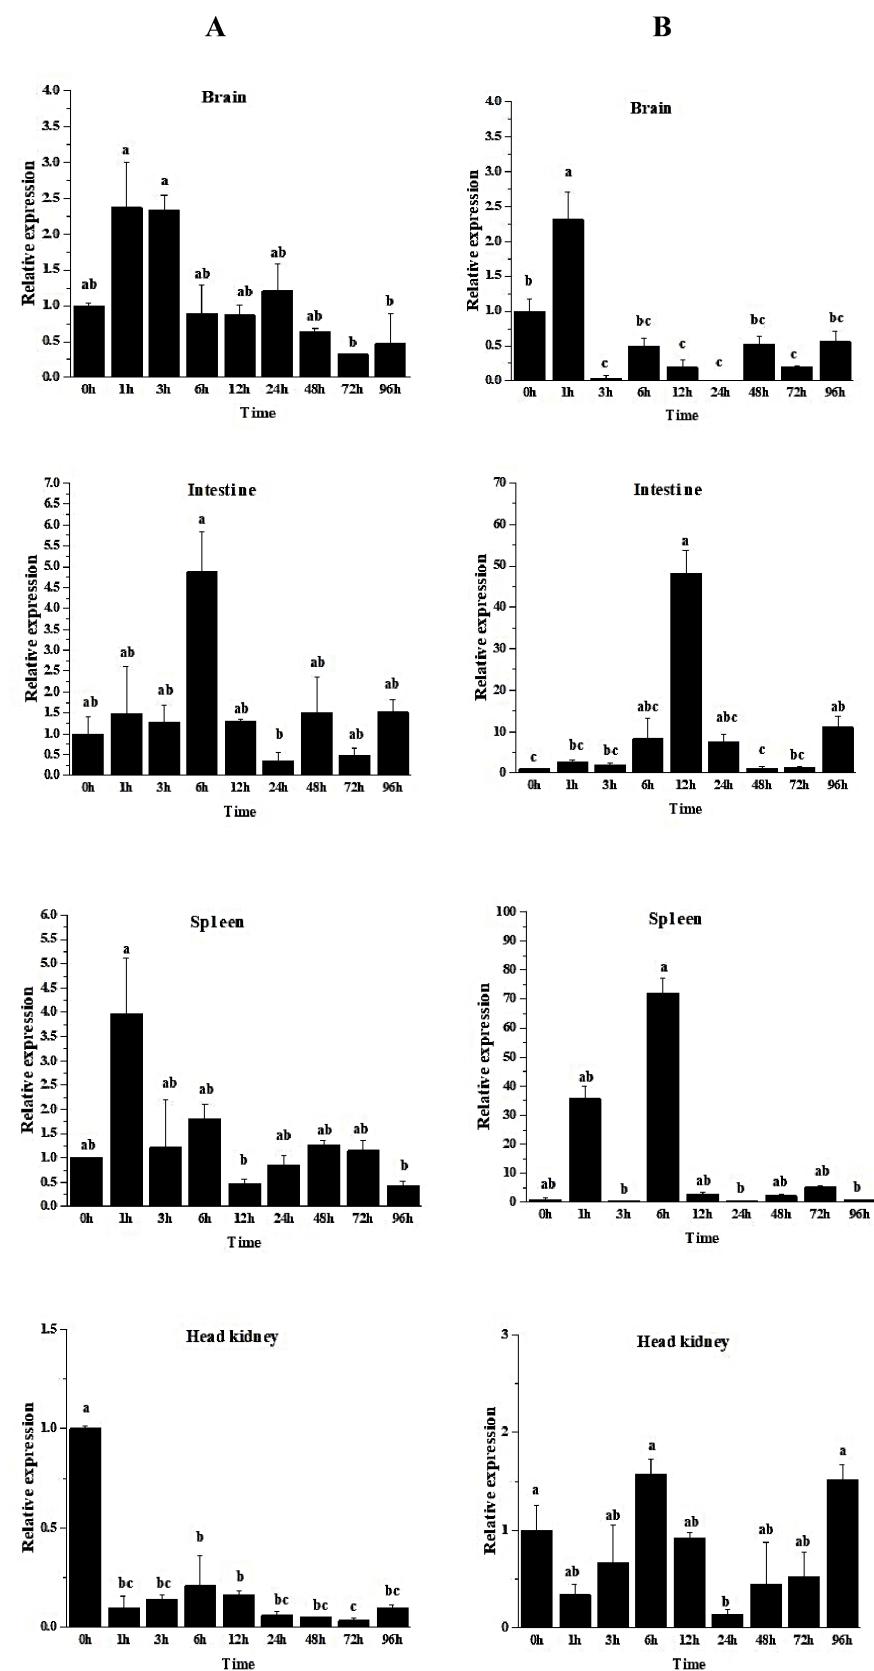 A
B
Brain
Relative expression
4.0
3.5
3.0
2.5
2.0
1.5
1.0
0.5
0.0
ab
a
a
ab
ab
ab
ab
b
b
0h 1h 3h 6h 12h 24h 48h 72h 96h
Time
Brain
Relative expression
4.0
3.5
3.0
2.5
2.0
1.5
1.0
0.5
0.0
b
a
c
bc
c
c
bc
c
bc
0h 1h 3h 6h 12h 24h 48h 72h 96h
Time
Intestine
Relative expression
7.0
6.5
6.0
5.5
5.0
4.5
4.0
3.5
3.0
2.5
2.0
1.5
1.0
0.5
0.0
ab
ab
ab
a
ab
b
ab
ab
ab
0h 1h 3h 6h 12h 24h 48h 72h 96h
Time
Intestine
Relative expression
70
60
50
40
30
20
10
0
c
bc
bc
abc
a
abc
c
bc
ab
0h 1h 3h 6h 12h 24h 48h 72h 96h
Time
Spleen
Relative expression
6.0
5.5
5.0
4.5
4.0
3.5
3.0
2.5
2.0
1.5
1.0
0.5
0.0
ab
a
ab
ab
b
ab
ab
ab
b
0h 1h 3h 6h 12h 24h 48h 72h 96h
Time
Spleen
Relative expression
100
90
80
70
60
50
40
30
20
10
0
ab
ab
b
a
ab
b
ab
ab
b
0h 1h 3h 6h 12h 24h 48h 72h 96h
Time
Head kidney
Relative expression
1.5
1.0
0.5
0.0
a
bc
bc
b
b
bc
bc
c
bc
0h 1h 3h 6h 12h 24h 48h 72h 96h
Time
Head kidney
Relative expression
3
2
1
0
a
ab
ab
a
ab
b
ab
ab
a
0h 1h 3h 6h 12h 24h 48h 72h 96h
Time